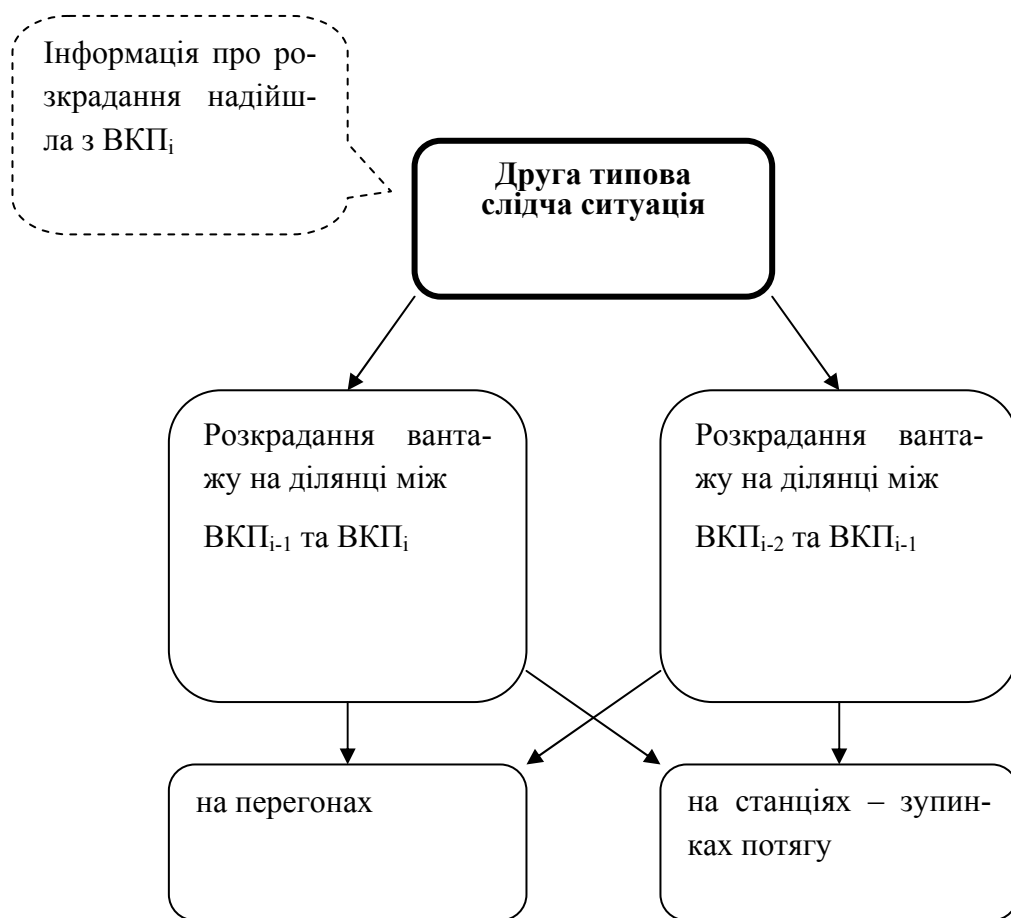 Інформація про ро-
зкрадання надійш-
ла з ВКПi
Друга типова
слідча ситуація
Розкрадання ванта-
жу на ділянці між
ВКПi-1 та ВКПi
Розкрадання ванта-
жу на ділянці між
ВКПi-2 та ВКПi-1
на перегонах
на станціях – зупин-
ках потягу